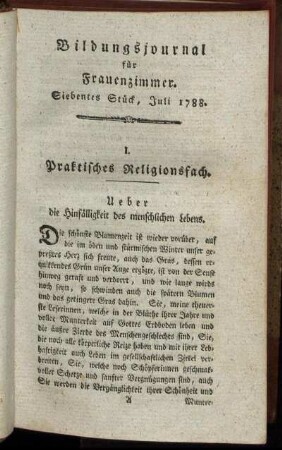 Bildungsjournal
für
Frauenzimmer.
Siebentes Stück, Juli 1788.
I.
Praktisches Religionsfach.
Ueber
die Hinfälligkeit des menschlichen Lebens.
Die schönste Blumenzeit ist wieder vorüber, auf
die im öden und stürmischen Winter unser ge-
preßtes Herz sich freute, auch das Gras, dessen er-
quickendes Grün unser Auge ergözte, ist von der Sense
hinweg geraft und verdorrt, und wie lange wirds
noch seyn, so schwinden auch die spätern Blumen
und das geringere Gras dahin. Sie, meine theuer-
ste Leserinnen, welche in der Blüthe ihrer Jahre und
voller Munterkeit auf Gottes Erdboden leben und
die äußre Zierde des Menschengeschlechts sind, Sie,
die noch alle körperliche Reize haben und mit ihrer Leb-
haftigkeit auch Leben im gesellschaftlichen Zirkel ver-
breiten, Sie, welche noch Schöpferinnen geschmak-
voller Scherze und sanfter Vergnügungen sind, auch
Sie werden die Vergänglichkeit ihrer Schönheit und
A
Munter-